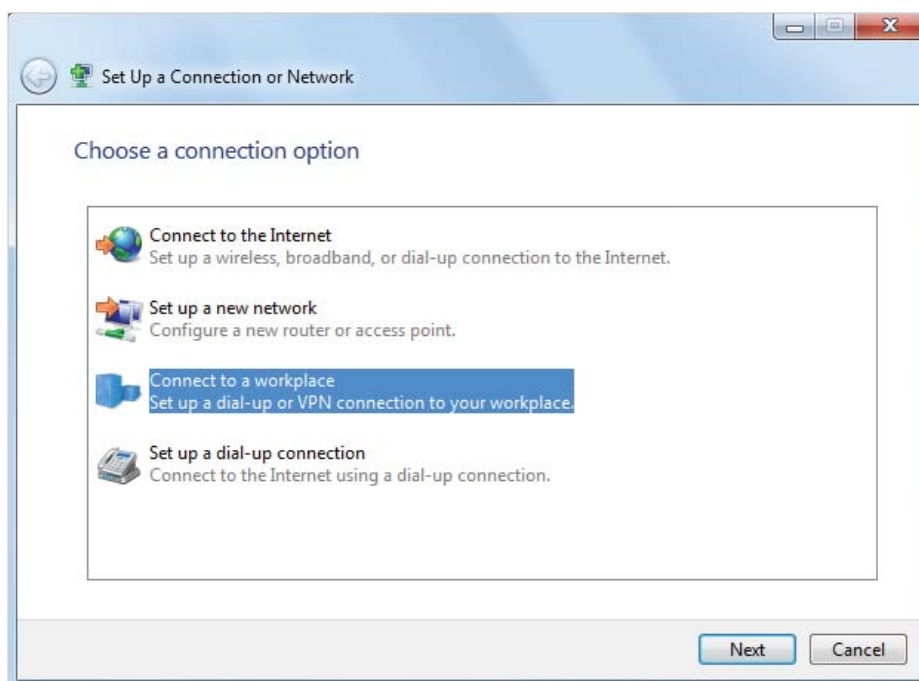 Set Up a Connection or Network
Choose a connection option
Connect to the Internet
Set up a wireless, broadband, or dial-up connection to the Internet.
Set up a new network
Configure a new router or access point.
Connect to a workplace
Set up a dial-up or VPN connection to your workplace.
Set up a dial-up connection
Connect to the Internet using a dial-up connection.
Next
Cancel